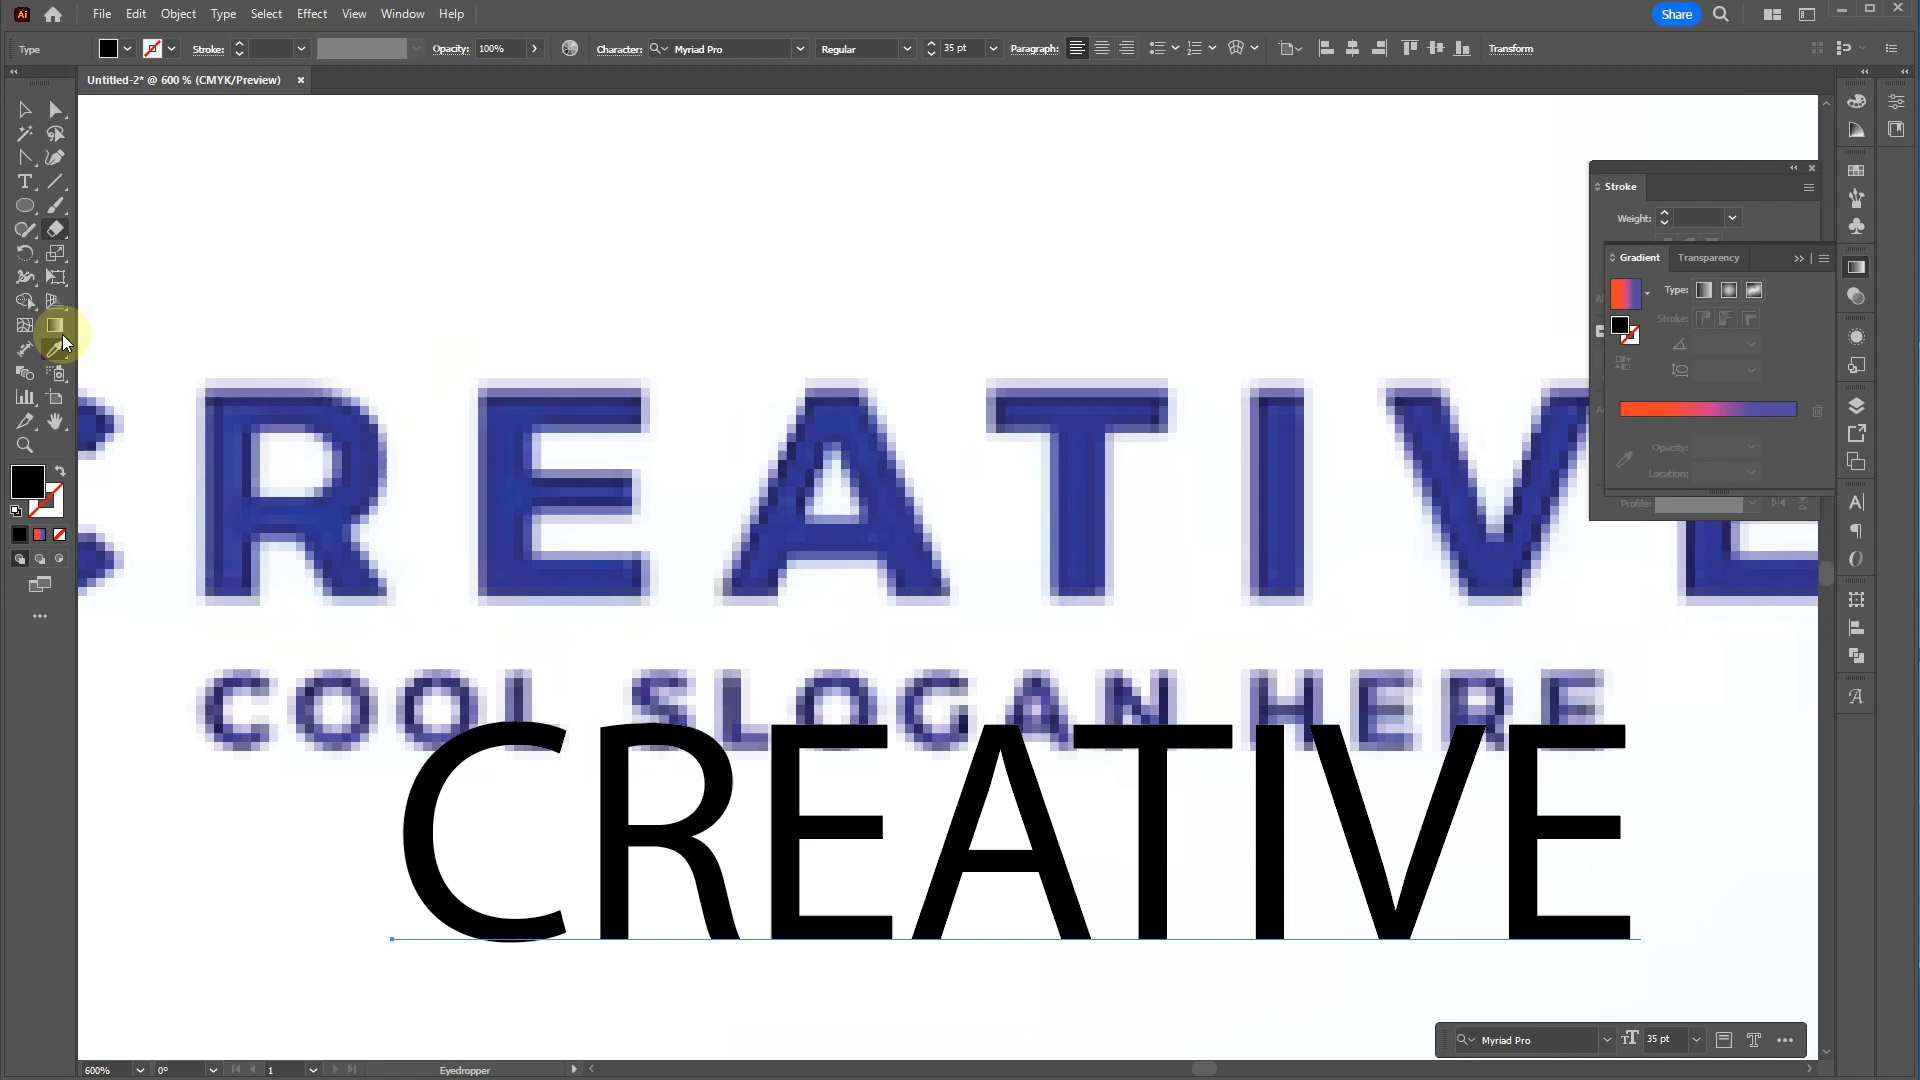 Ai File Edit Object Type Select Effect View Window Help Share
Type Stroke: Opacity: 100% Character: Myriad Pro Regular 35 pt Paragraph: Transform
Untitled-2* @ 600 % (CMYK/Preview)
Stroke
Weight:
Gradient Transparency
Type:
Stroke:
Opacity:
Location:
Profile:
CREATIVE
COOL SLOGAN HERE
CREATIVE
Myriad Pro 35 pt
600% 0° 1 Eyedropper